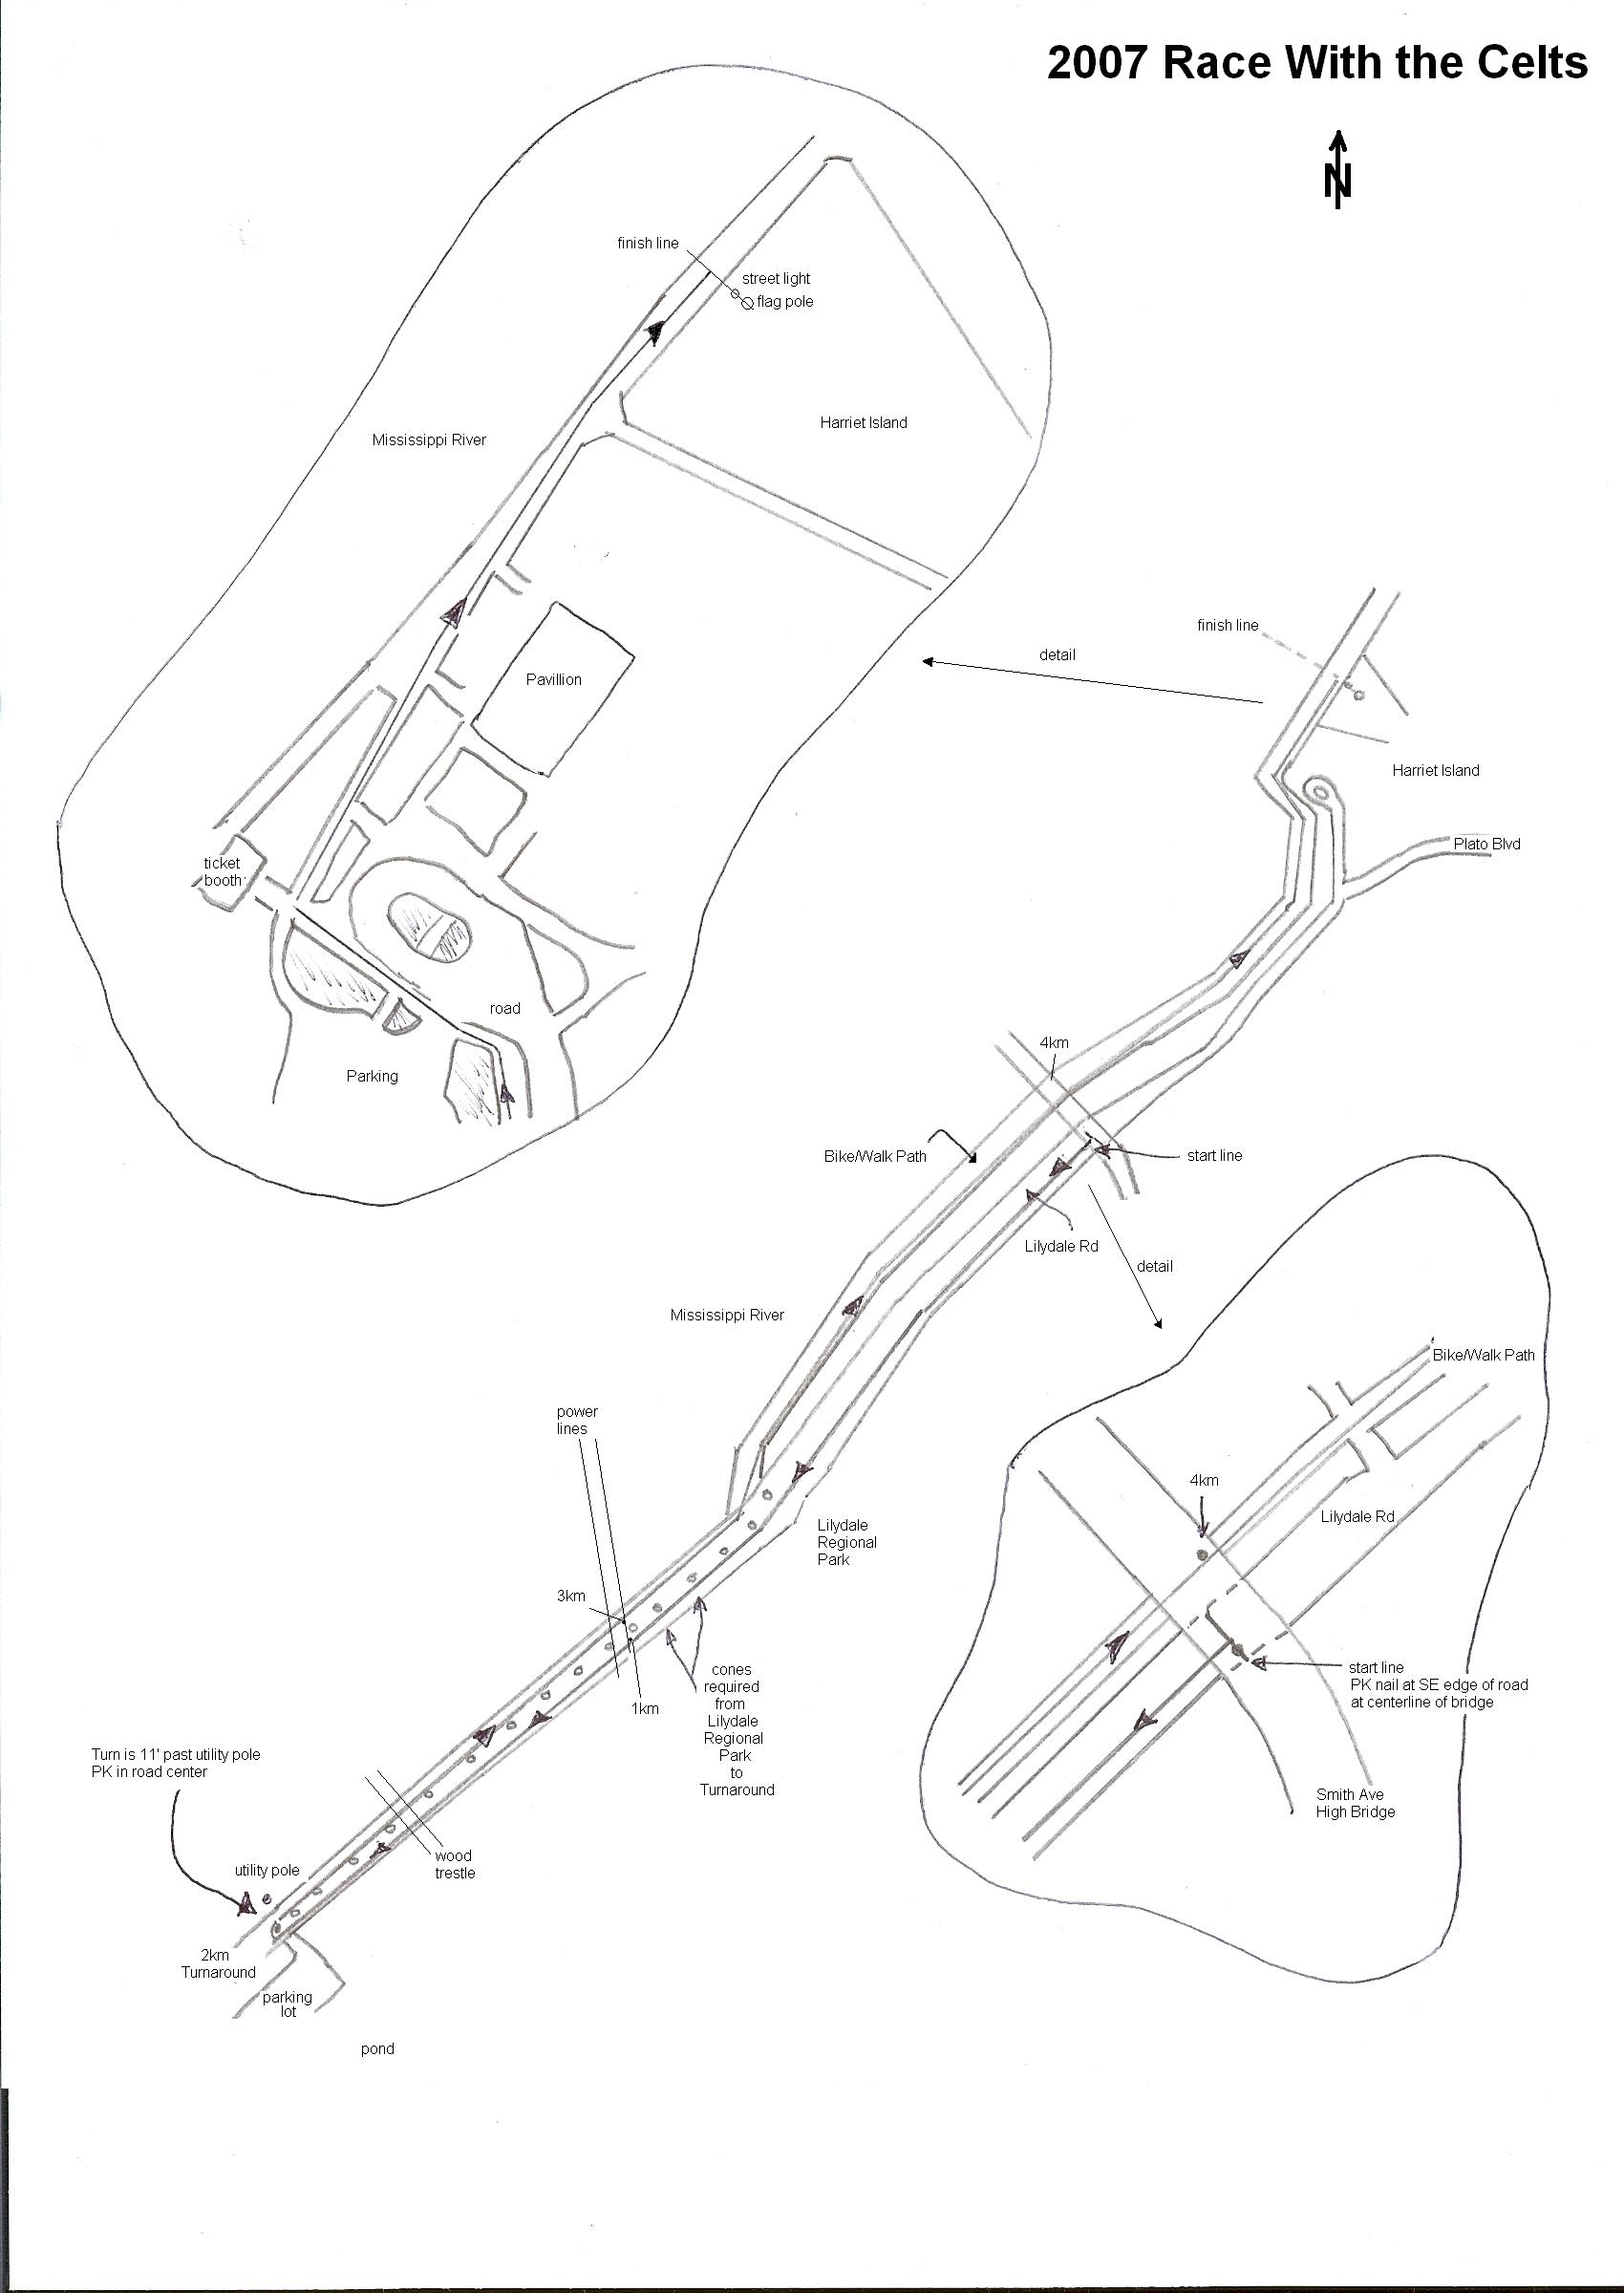 2007 Race With the Celts
N
finish line
street light
flag pole
Mississippi River
Harriet Island
Pavillion
ticket
booth
road
Parking
finish line
detail
Harriet Island
Plato Blvd
4km
Bike/Walk Path
start line
Lilydale Rd
detail
Mississippi River
power
lines
Lilydale
Regional
Park
3km
1km
cones
required
from
Lilydale
Regional
Park
to
Turnaround
Turn is 11' past utility pole
PK in road center
wood
trestle
utility pole
2km
Turnaround
parking
lot
pond
Bike/Walk Path
4km
Lilydale Rd
start line
PK nail at SE edge of road
at centerline of bridge
Smith Ave
High Bridge